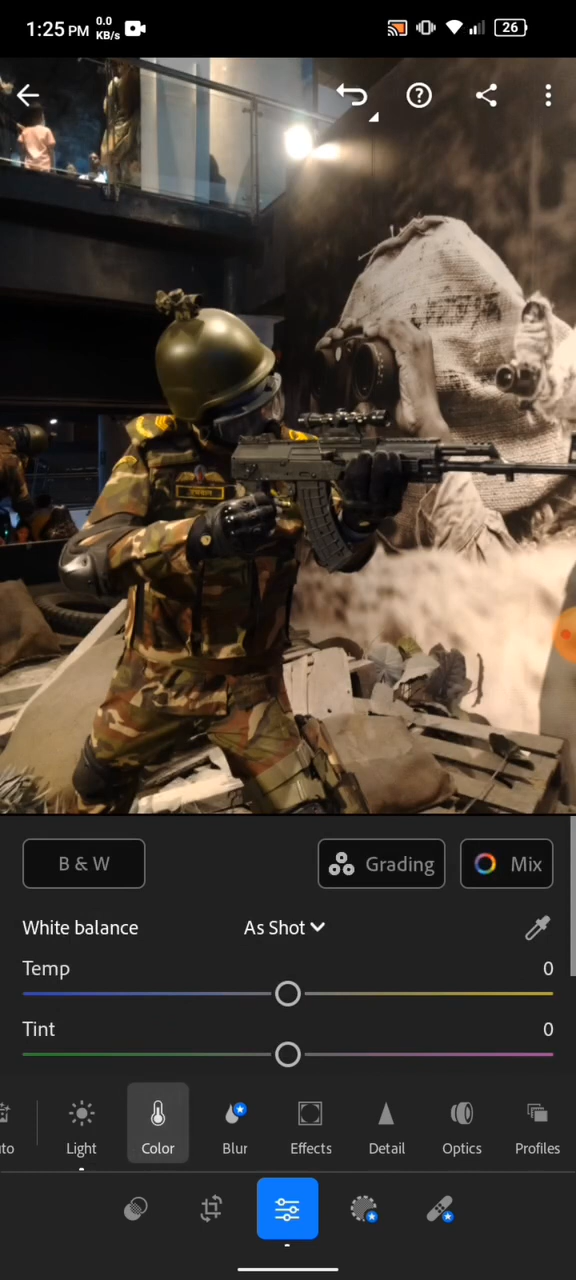 1:25 PM
0.0
KB/s
26
B & W
Grading
Mix
White balance
As Shot
Temp
0
Tint
0
to
Light
Color
Blur
Effects
Detail
Optics
Profiles